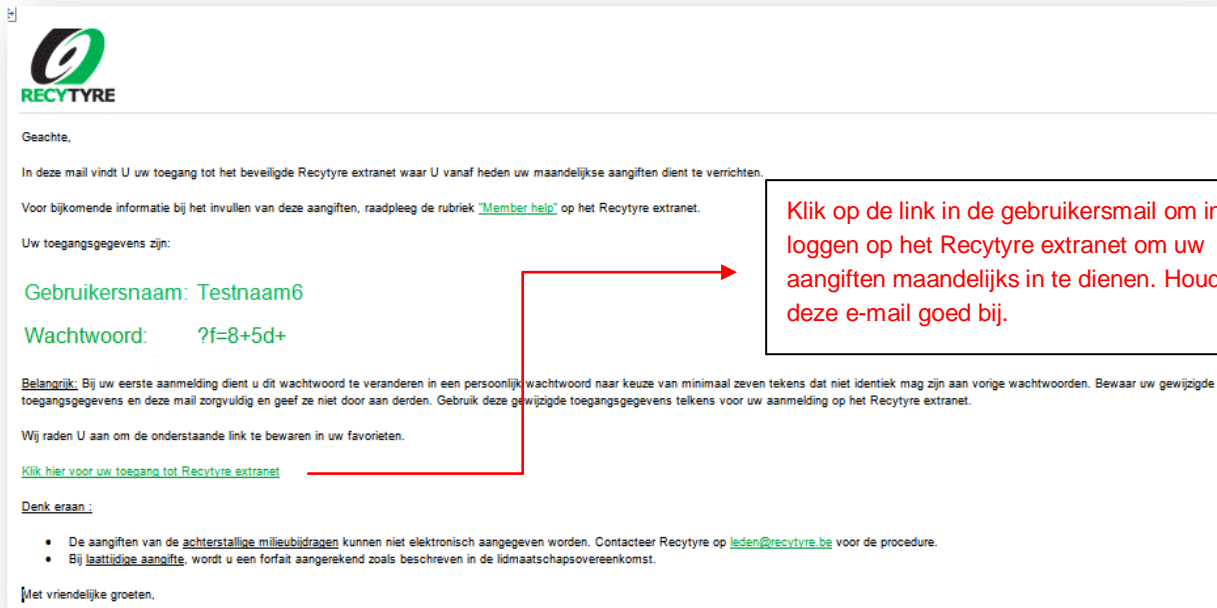 RECYTYRE
Geachte,
In deze mail vindt U uw toegang tot het beveiligde Recytyre extranet waar U vanaf heden uw maandelijkse aangiften dient te verrichten.
Voor bijkomende informatie bij het invullen van deze aangiften, raadpleeg de rubriek "Member help" op het Recytyre extranet.
Uw toegangsgegevens zijn:
Gebruikersnaam: Testnaam6
Wachtwoord: ?f=8+5d+
Klik op de link in de gebruikersmail om in
loggen op het Recytyre extranet om uw
aangiften maandelijks in te dienen. Houd
deze e-mail goed bij.
Belangrijk: Bij uw eerste aanmelding dient u dit wachtwoord te veranderen in een persoonlijk wachtwoord naar keuze van minimaal zeven tekens dat niet identiek mag zijn aan vorige wachtwoorden. Bewaar uw gewijzigde
toegangsgegevens en deze mail zorgvuldig en geef ze niet door aan derden. Gebruik deze gewijzigde toegangsgegevens telkens voor uw aanmelding op het Recytyre extranet.
Wij raden U aan om de onderstaande link te bewaren in uw favorieten.
Klik hier voor uw toegang tot Recytyre extranet
Denk eraan :
• De aangiften van de achterstallige milieubijdragen kunnen niet elektronisch aangegeven worden. Contacteer Recytyre op leden@recytyre.be voor de procedure.
• Bij laattijdige aangifte, wordt u een forfait aangerekend zoals beschreven in de lidmaatschapsovereenkomst.
Met vriendelijke groeten,